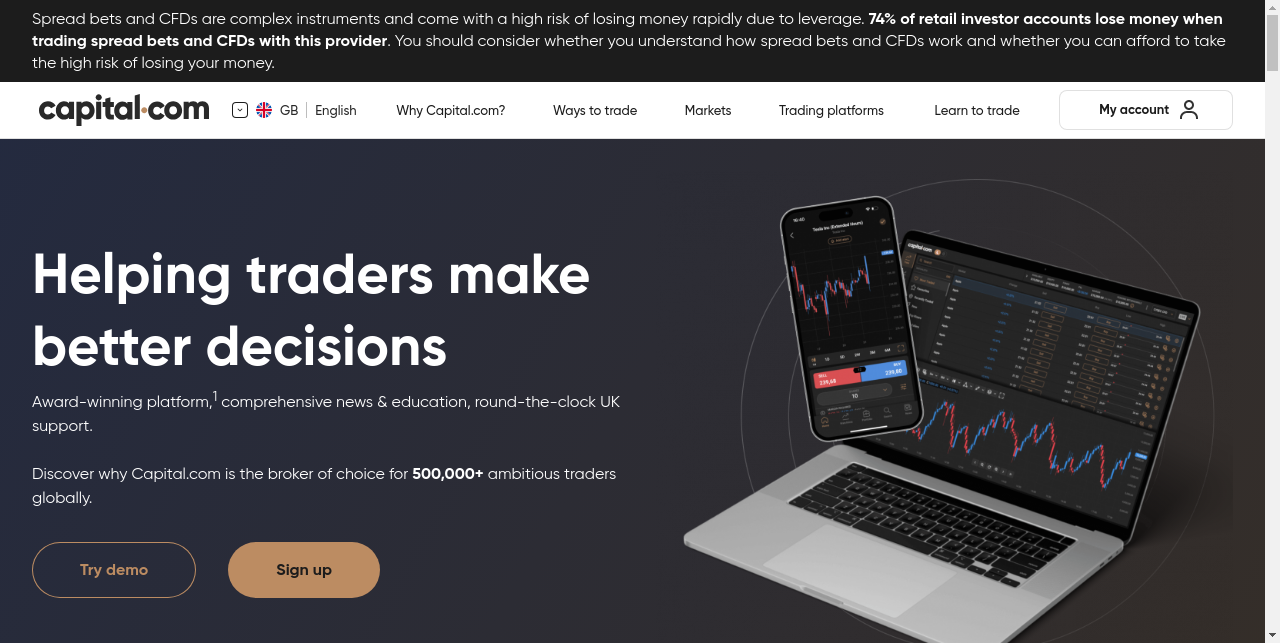 Spread bets and CFDs are complex instruments and come with a high risk of losing money rapidly due to leverage. 74% of retail investor accounts lose money when
trading spread bets and CFDs with this provider. You should consider whether you understand how spread bets and CFDs work and whether you can afford to take
the high risk of losing your money.
capital.com GB English Why Capital.com? Ways to trade Markets Trading platforms Learn to trade My account
Helping traders make
better decisions
Award-winning platform,1 comprehensive news & education, round-the-clock UK
support.
Discover why Capital.com is the broker of choice for 500,000+ ambitious traders
globally.
Try demo Sign up
10:40
Tesla Inc (Extended Hours)
SELL BUY
239,68 239,80
10
capital.com